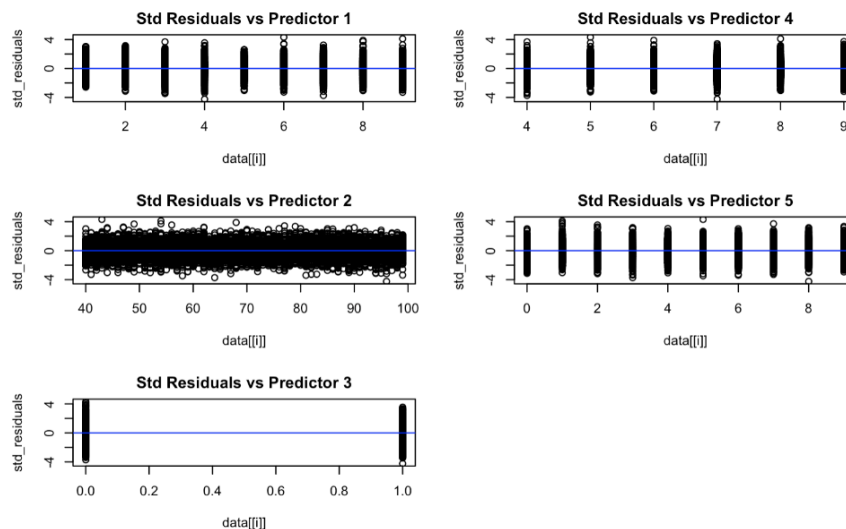 Std Residuals vs Predictor 1
std_residuals
-4 0 4
2 4 6 8
data[[i]]
Std Residuals vs Predictor 2
std_residuals
-4 0 4
40 50 60 70 80 90 100
data[[i]]
Std Residuals vs Predictor 3
std_residuals
-4 0 4
0.0 0.2 0.4 0.6 0.8 1.0
data[[i]]
Std Residuals vs Predictor 4
std_residuals
-4 0 4
4 5 6 7 8 9
data[[i]]
Std Residuals vs Predictor 5
std_residuals
-4 0 4
0 2 4 6 8
data[[i]]